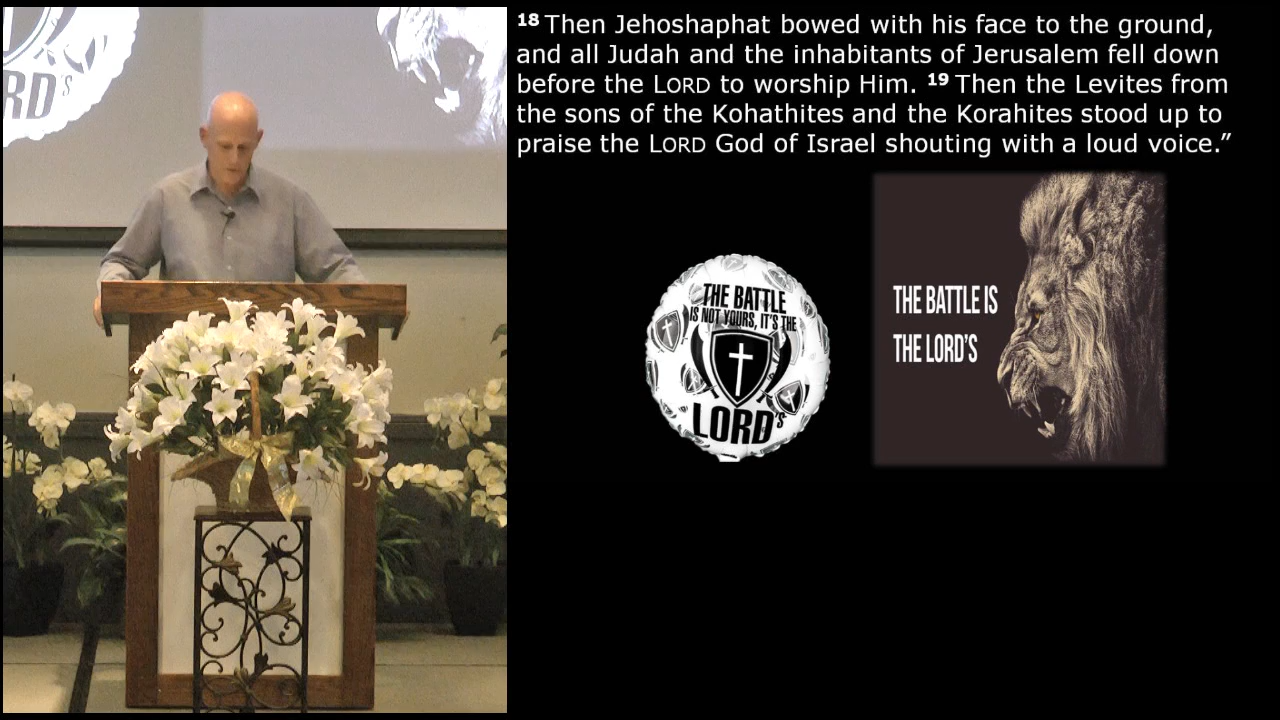 18 Then Jehoshaphat bowed with his face to the ground,
and all Judah and the inhabitants of Jerusalem fell down
before the LORD to worship Him. 19 Then the Levites from
the sons of the Kohathites and the Korahites stood up to
praise the LORD God of Israel shouting with a loud voice.”
THE BATTLE
IS NOT YOURS, IT'S THE
LORD'S
THE BATTLE IS
THE LORD'S
RD'S